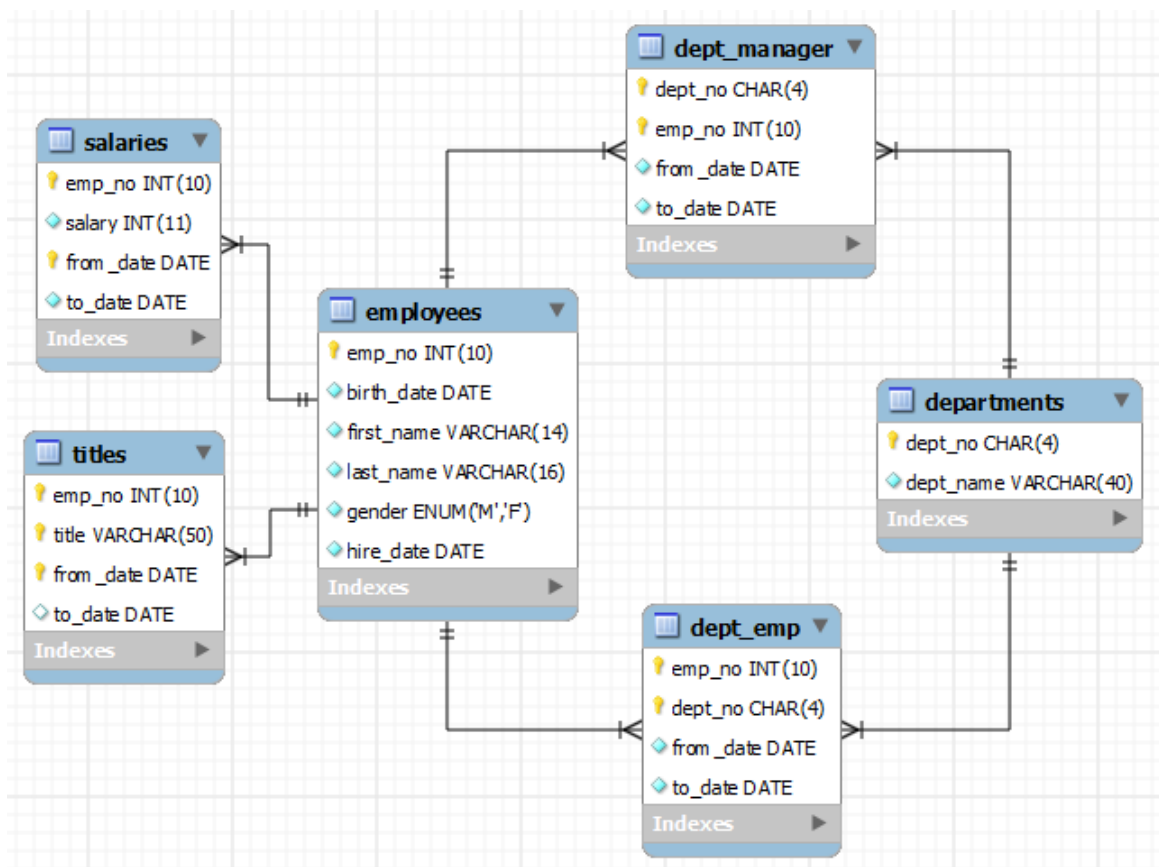 dept_manager
dept_no CHAR(4)
emp_no INT(10)
from_date DATE
to_date DATE
Indexes
salaries
emp_no INT(10)
salary INT(11)
from_date DATE
to_date DATE
Indexes
employees
emp_no INT(10)
birth_date DATE
first_name VARCHAR(14)
last_name VARCHAR(16)
gender ENUM('M','F')
hire_date DATE
Indexes
departments
dept_no CHAR(4)
dept_name VARCHAR(40)
Indexes
titles
emp_no INT(10)
title VARCHAR(50)
from_date DATE
to_date DATE
Indexes
dept_emp
emp_no INT(10)
dept_no CHAR(4)
from_date DATE
to_date DATE
Indexes